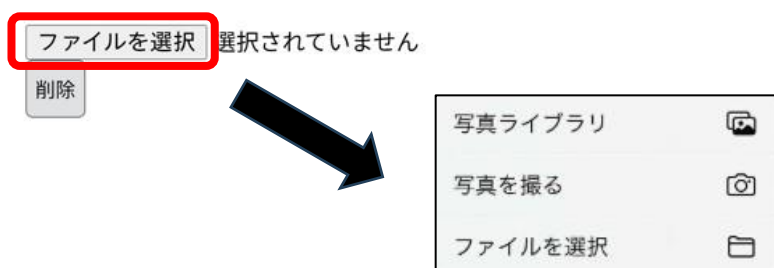 ファイルを選択 選択されていません
削除
写真ライブラリ
写真を撮る
ファイルを選択